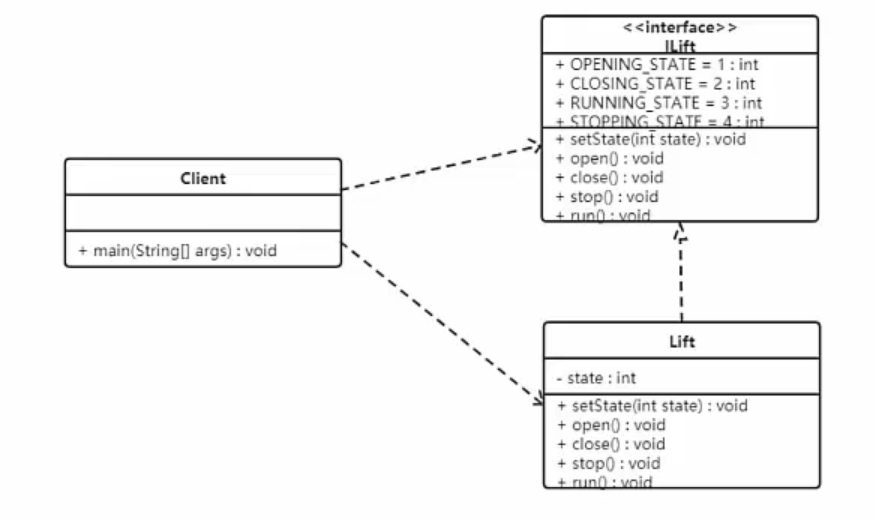 Client
+ main(String[] args) : void
<<interface>>
ILift
+ OPENING_STATE = 1 : int
+ CLOSING_STATE = 2 : int
+ RUNNING_STATE = 3 : int
+ STOPPING_STATE = 4 : int
+ setState(int state) : void
+ open() : void
+ close() : void
+ stop() : void
+ run() : void
Lift
- state : int
+ setState(int state) : void
+ open() : void
+ close() : void
+ stop() : void
+ run() : void